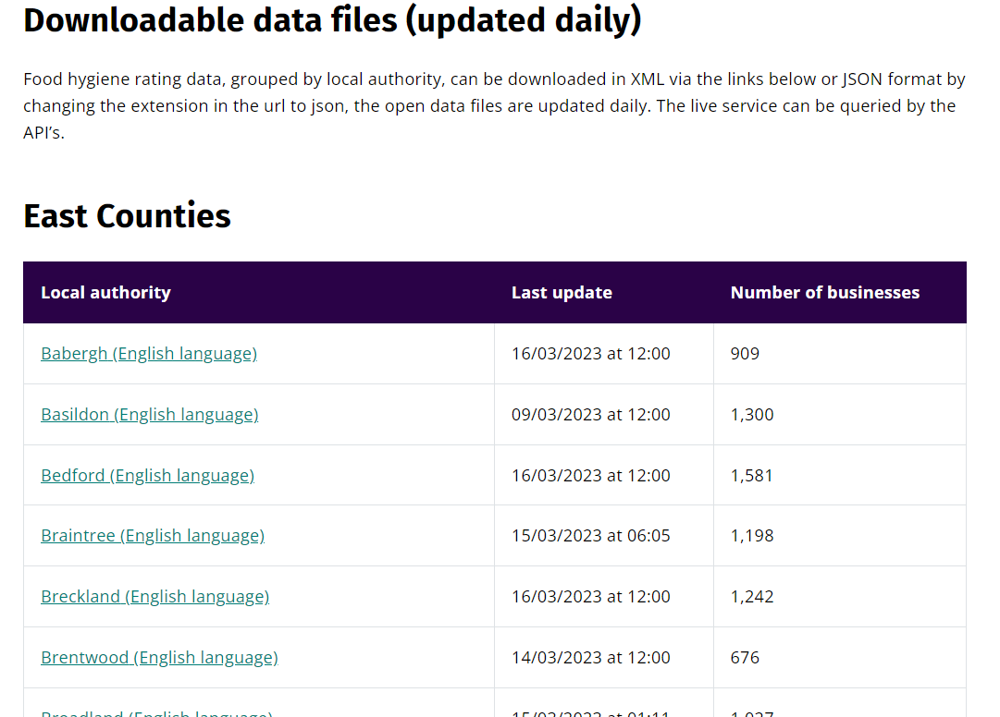 Downloadable data files (updated daily)
Food hygiene rating data, grouped by local authority, can be downloaded in XML via the links below or JSON format by
changing the extension in the url to json, the open data files are updated daily. The live service can be queried by the
API’s.
East Counties
Local authority Last update Number of businesses
Babergh (English language) 16/03/2023 at 12:00 909
Basildon (English language) 09/03/2023 at 12:00 1,300
Bedford (English language) 16/03/2023 at 12:00 1,581
Braintree (English language) 15/03/2023 at 06:05 1,198
Breckland (English language) 16/03/2023 at 12:00 1,242
Brentwood (English language) 14/03/2023 at 12:00 676
Broadland (English language) 15/03/2023 at 01:11 1,027